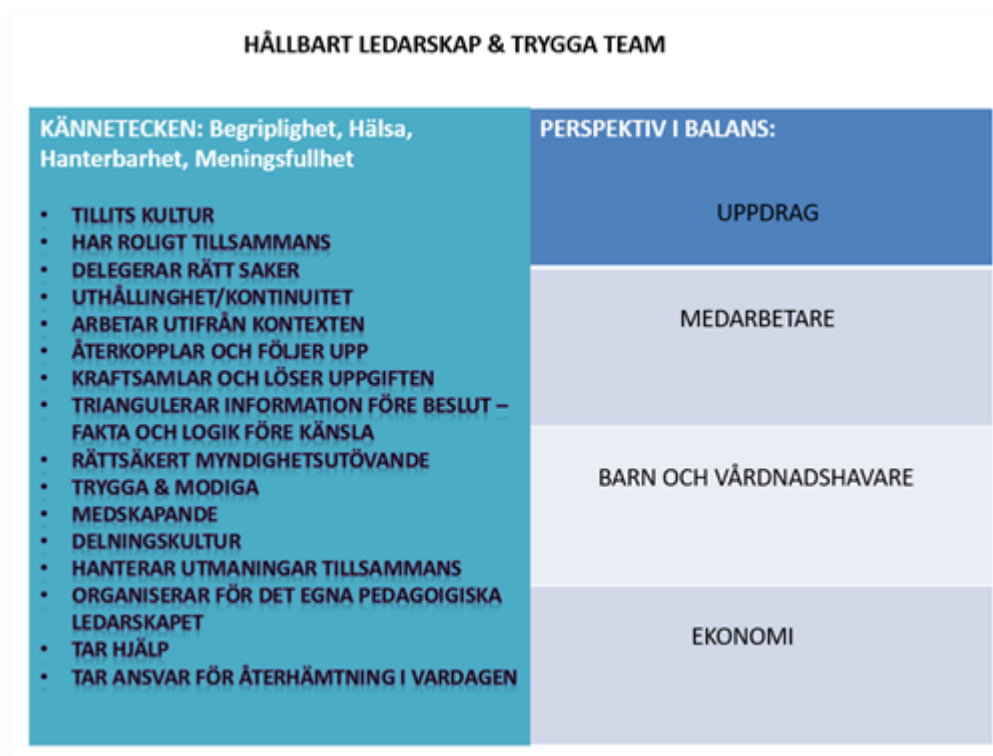 HÅLLBART LEDARSKAP & TRYGGA TEAM
KÄNNETECKEN: Begriplighet, Hälsa,
Hanterbarhet, Meningsfullhet
• TILLITS KULTUR
• HAR ROLIGT TILLSAMMANS
• DELEGERAR RÄTT SAKER
• UTHÅLLINGHET/KONTINUITET
• ARBETAR UTIFRÅN KONTEXTEN
• ÅTERKOPPLAR OCH FÖLJER UPP
• KRAFTSAMLAR OCH LÖSER UPPGIFTEN
• TRIANGULERAR INFORMATION FÖRE BESLUT –
FAKTA OCH LOGIK FÖRE KÄNSLA
• RÄTTSÄKERT MYNDIGHETSUTÖVANDE
• TRYGGA & MODIGA
• MEDSKAPANDE
• DELNINGSKULTUR
• HANTERAR UTMANINGAR TILLSAMMANS
• ORGANISERAR FÖR DET EGNA PEDAGOIGISKA
LEDARSKAPET
• TAR HJÄLP
• TAR ANSVAR FÖR ÅTERHÄMTNING I VARDAGEN
PERSPEKTIV I BALANS:
UPPDRAG
MEDARBETARE
BARN OCH VÅRDNADSHAVARE
EKONOMI